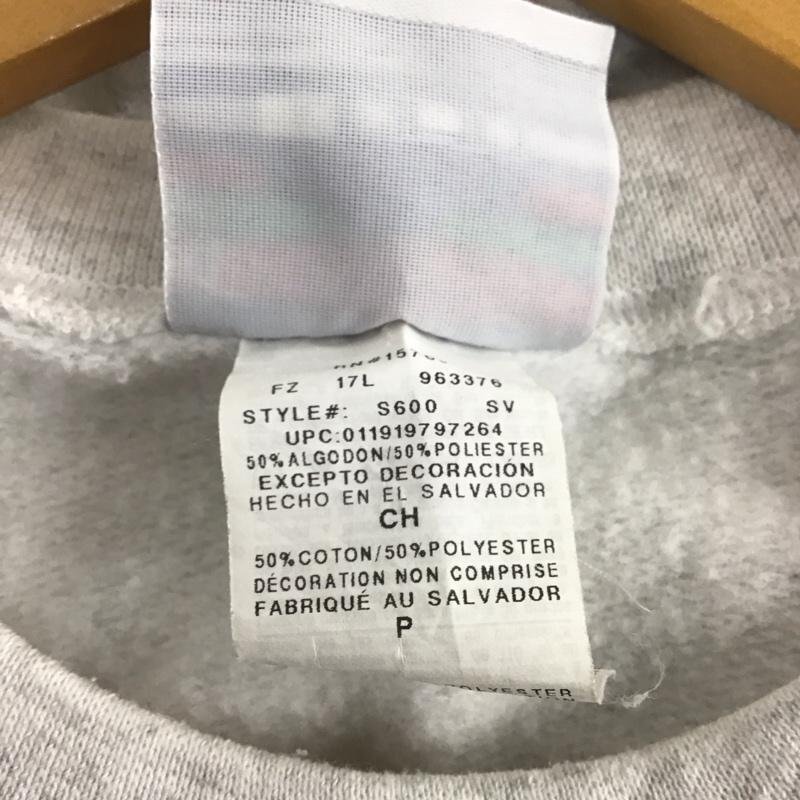 FZ 17L 963376
STYLE#: S600 SV
UPC:011919797264
50%ALGODON/50%POLIESTER
EXCEPTO DECORACIÓN
HECHO EN EL SALVADOR
CH
50%COTON/50%POLYESTER
DÉCORATION NON COMPRISE
FABRIQUÉ AU SALVADOR
P
POLYESTER